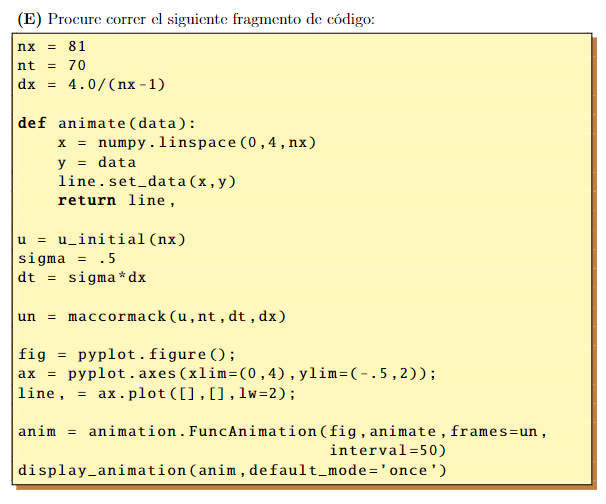 (E) Procure correr el siguiente fragmento de código:
nx = 81
nt = 70
dx = 4.0/(nx-1)
def animate(data):
    x = numpy.linspace(0,4,nx)
    y = data
    line.set_data(x,y)
    return line,
u = u_initial(nx)
sigma = .5
dt = sigma*dx
un = maccormack(u,nt,dt,dx)
fig = pyplot.figure();
ax = pyplot.axes(xlim=(0,4),ylim=(-.5,2));
line, = ax.plot([],[],lw=2);
anim = animation.FuncAnimation(fig,animate,frames=un,
                               interval=50)
display_animation(anim,default_mode='once')